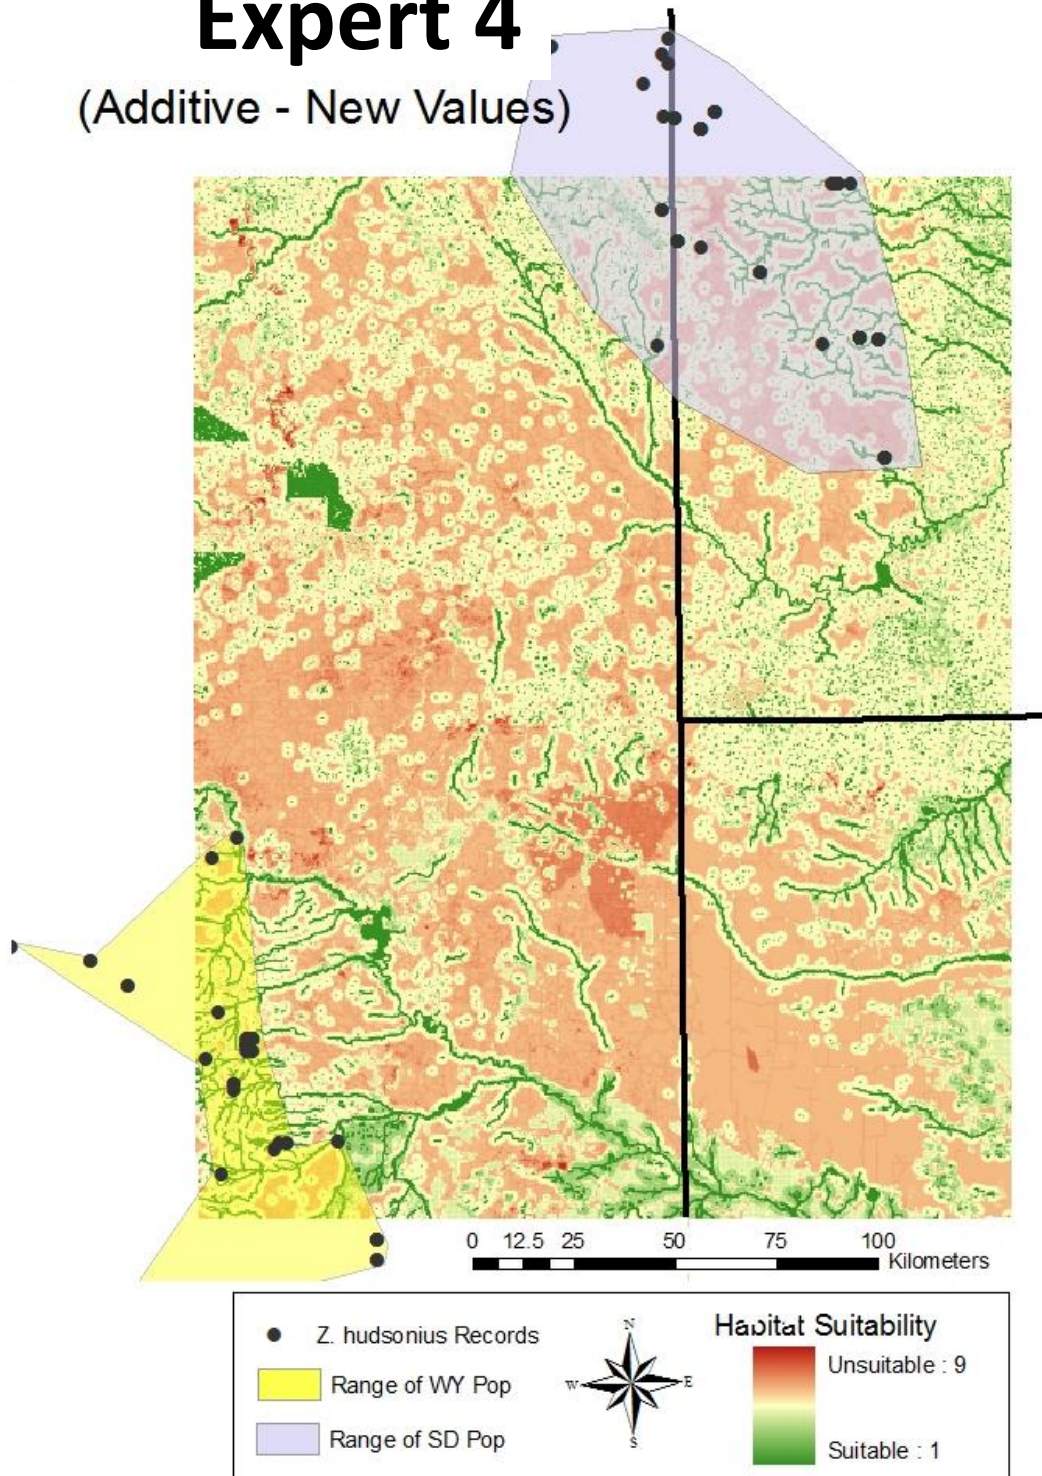 Expert 4
(Additive - New Values)
0 12.5 25 50 75 100
Kilometers
Z. hudsonius Records
Range of WY Pop
Range of SD Pop
N
W E
S
Habitat Suitability
Unsuitable : 9
Suitable : 1